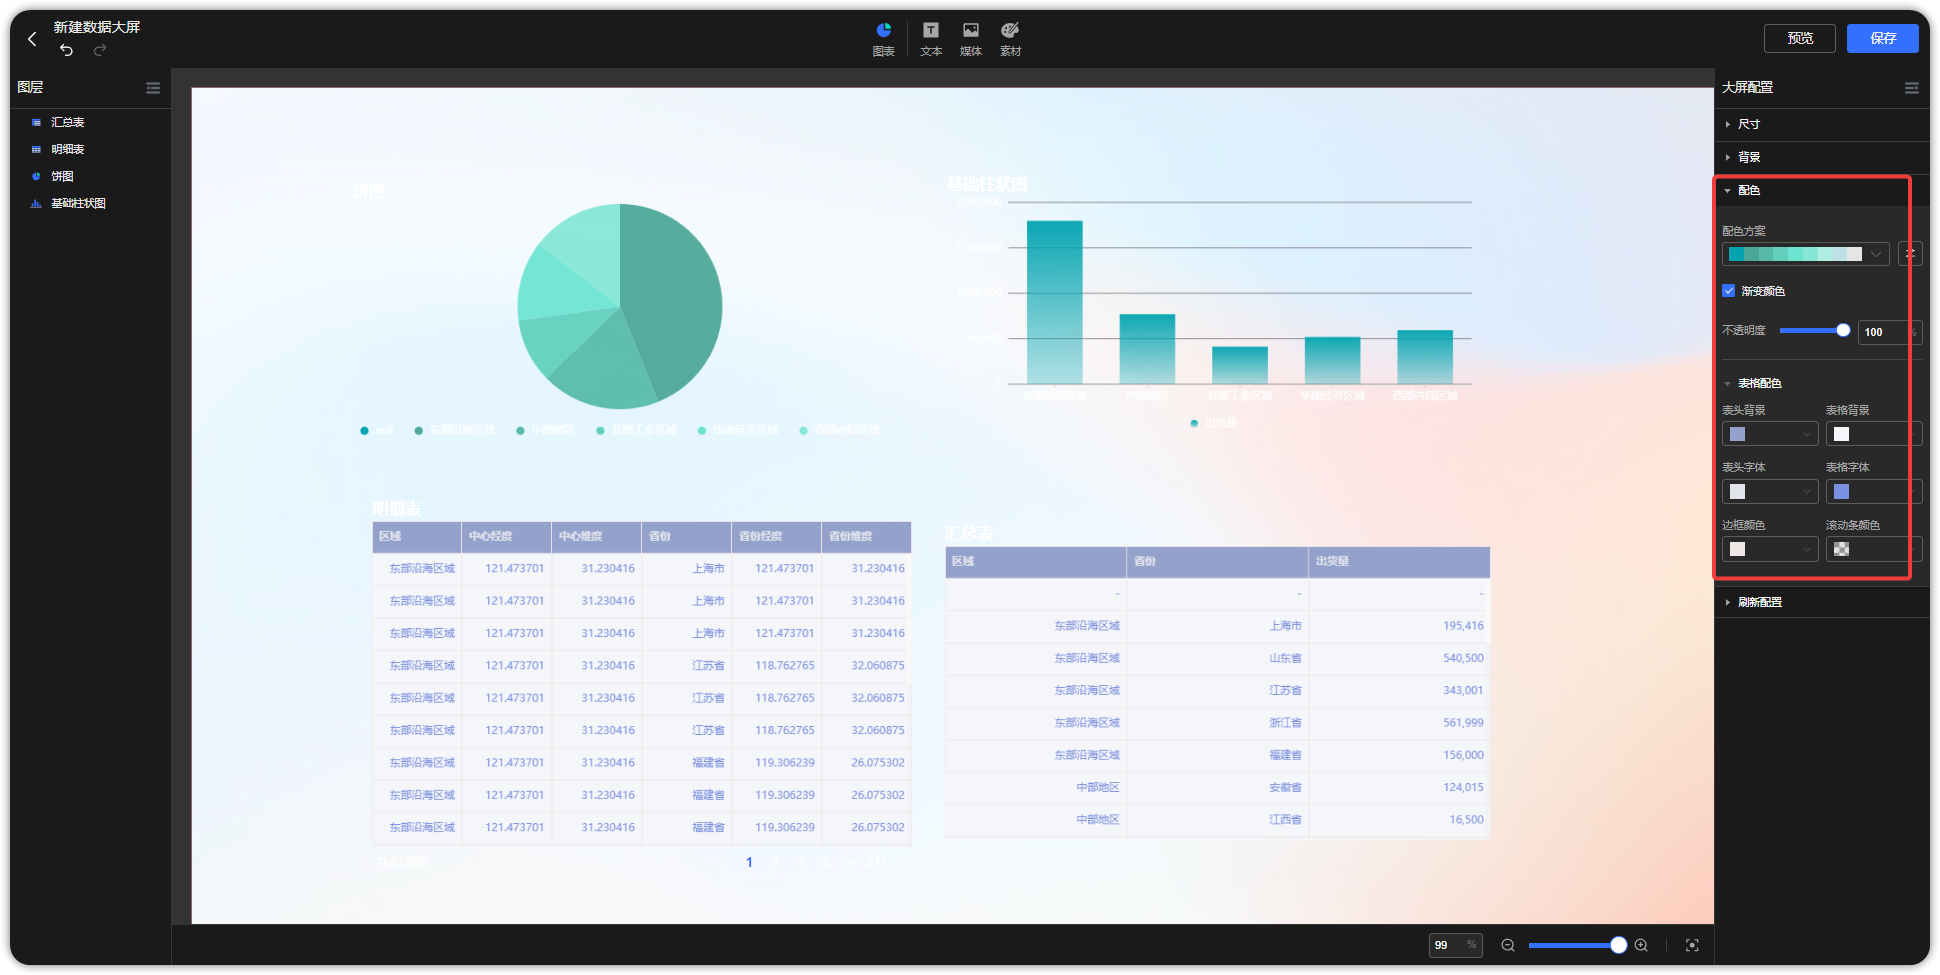 新建数据大屏
图表
文本
媒体
素材
预览
保存
图层
汇总表
明细表
饼图
基础柱状图
饼图
null
东部沿海区域
中部地区
北部工业区域
华南经济区域
西部内陆区域
基础柱状图
2,000,000
1,500,000
1,000,000
500,000
0
东部沿海区域 中部地区 北部工业区域 华南经济区域 西部内陆区域
出货量
明细表
区域 中心经度 中心维度 省份 省份经度 省份维度
东部沿海区域 121.473701 31.230416 上海市 121.473701 31.230416
东部沿海区域 121.473701 31.230416 上海市 121.473701 31.230416
东部沿海区域 121.473701 31.230416 上海市 121.473701 31.230416
东部沿海区域 121.473701 31.230416 江苏省 118.762765 32.060875
东部沿海区域 121.473701 31.230416 江苏省 118.762765 32.060875
东部沿海区域 121.473701 31.230416 江苏省 118.762765 32.060875
东部沿海区域 121.473701 31.230416 福建省 119.306239 26.075302
东部沿海区域 121.473701 31.230416 福建省 119.306239 26.075302
东部沿海区域 121.473701 31.230416 福建省 119.306239 26.075302
共4339条
1 2 3 4 ··· 217
汇总表
区域 省份 出货量
- - -
东部沿海区域 上海市 195,416
东部沿海区域 山东省 540,500
东部沿海区域 江苏省 343,001
东部沿海区域 浙江省 561,999
东部沿海区域 福建省 156,000
中部地区 安徽省 124,015
中部地区 江西省 16,500
99 %
大屏配置
尺寸
背景
配色
配色方案
渐变颜色
不透明度 100 %
表格配色
表头背景 表格背景
表头字体 表格字体
边框颜色 滚动条颜色
刷新配置